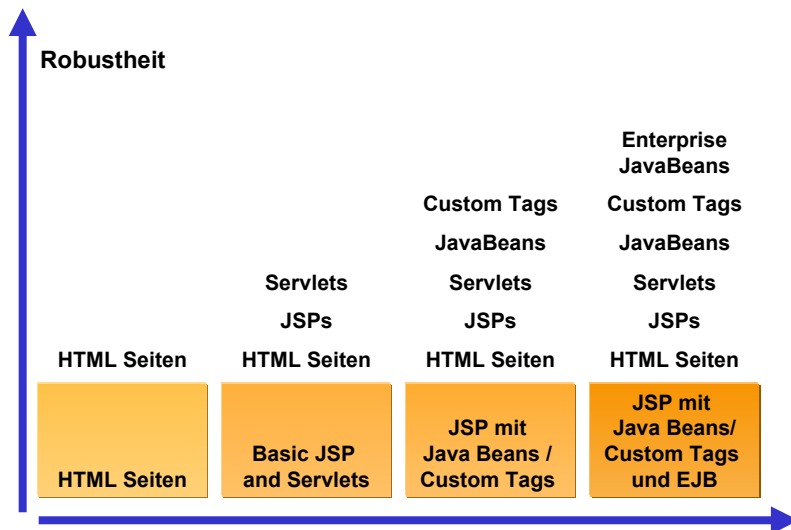 Robustheit
Enterprise
JavaBeans
Custom Tags
Custom Tags
JavaBeans
JavaBeans
Servlets
Servlets
Servlets
JSPs
JSPs
JSPs
HTML Seiten
HTML Seiten
HTML Seiten
HTML Seiten
HTML Seiten
Basic JSP
and Servlets
JSP mit
Java Beans /
Custom Tags
JSP mit
Java Beans/
Custom Tags
und EJB